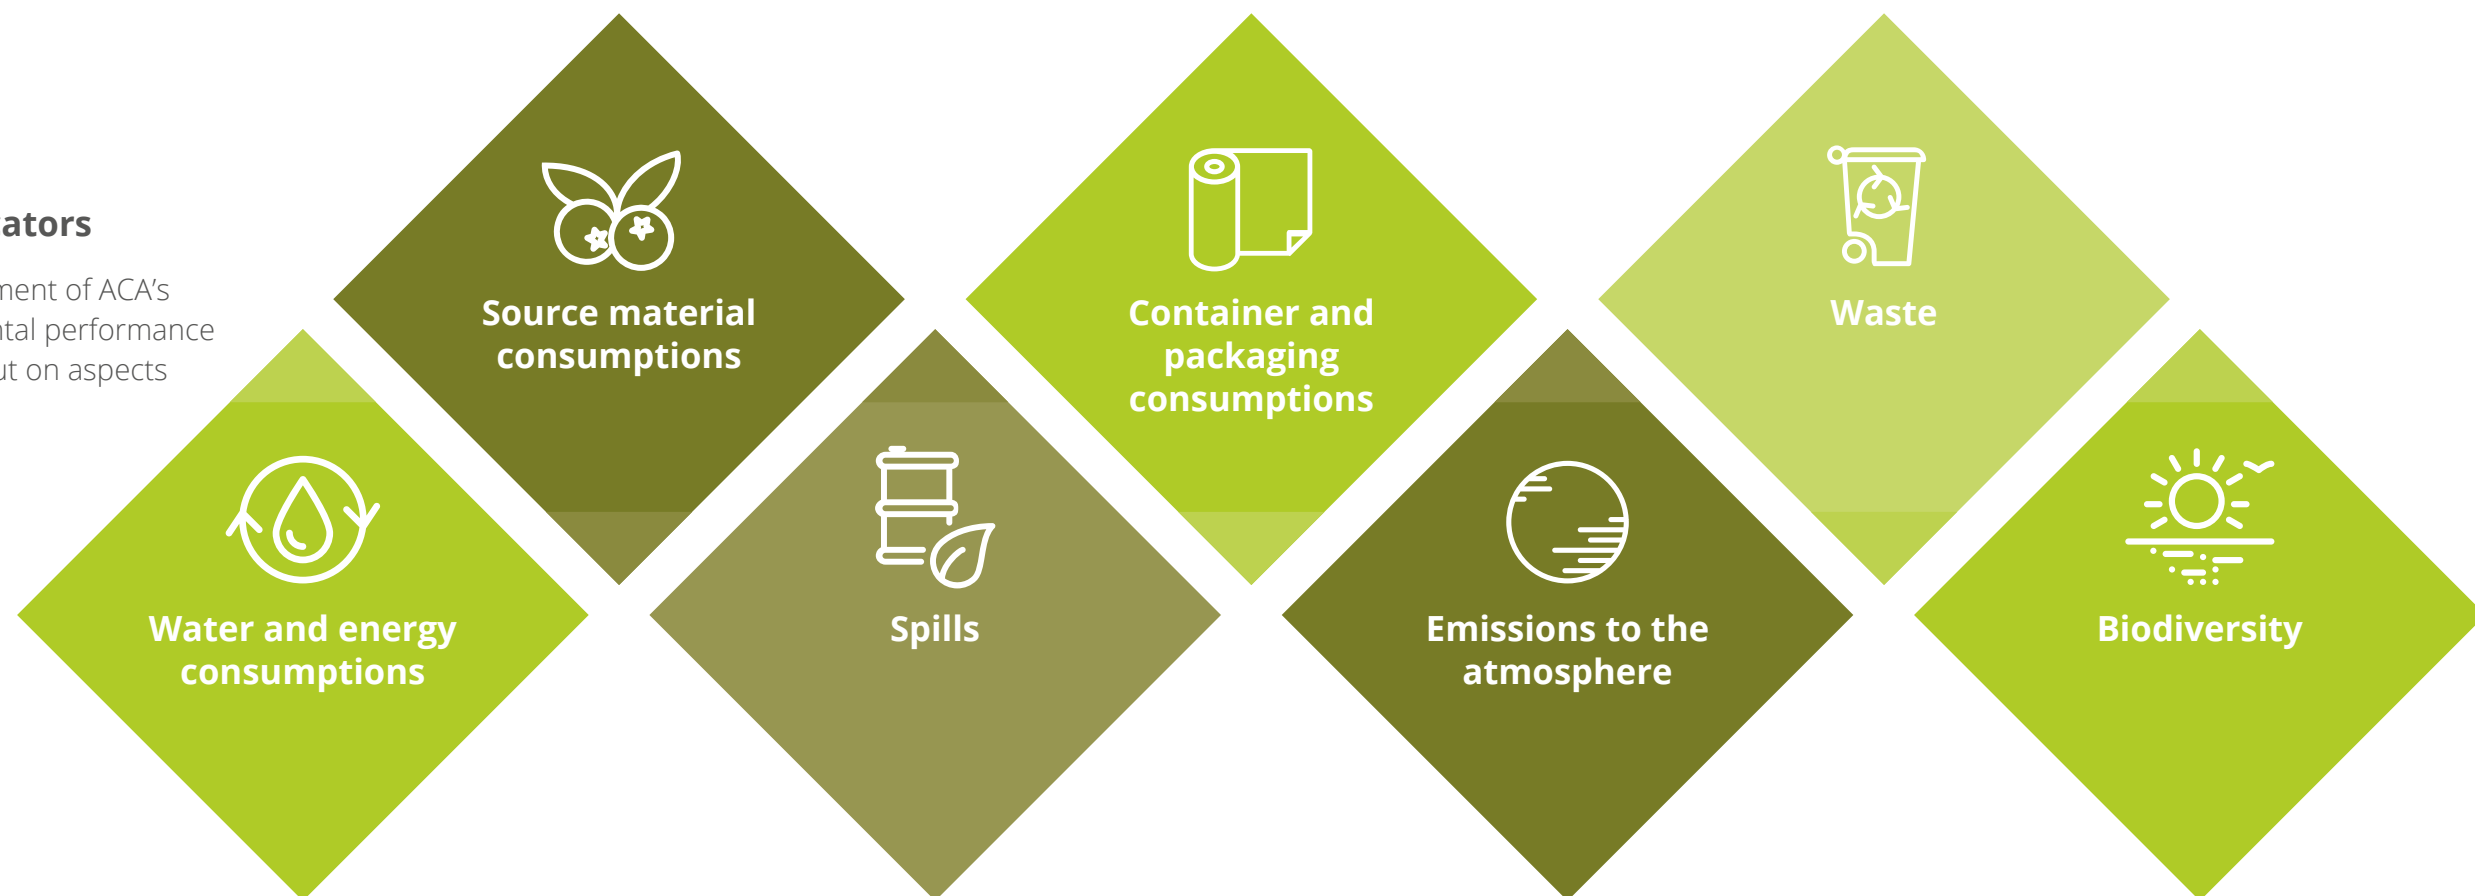 ators
ment of ACA’s
ntal performance
ut on aspects
Source material
consumptions
Container and
packaging
consumptions
Waste
Water and energy
consumptions
Spills
Emissions to the
atmosphere
Biodiversity